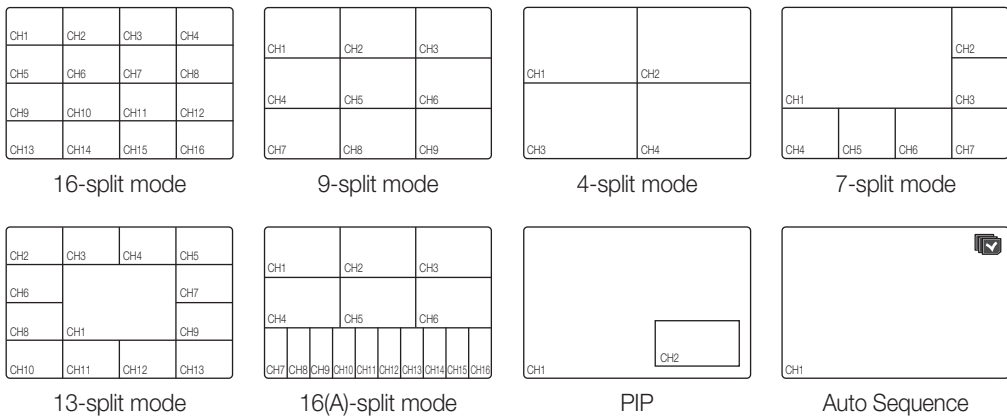 CH1 CH2 CH3 CH4
CH5 CH6 CH7 CH8
CH9 CH10 CH11 CH12
CH13 CH14 CH15 CH16
16-split mode
CH1 CH2 CH3
CH4 CH5 CH6
CH7 CH8 CH9
9-split mode
CH1 CH2
CH3 CH4
4-split mode
CH2
CH1 CH3
CH4 CH5 CH6 CH7
7-split mode
CH2 CH3 CH4 CH5
CH6 CH7
CH8 CH1 CH9
CH10 CH11 CH12 CH13
13-split mode
CH1 CH2 CH3
CH4 CH5 CH6
CH7 CH8 CH9 CH10 CH11 CH12 CH13 CH14 CH15 CH16
16(A)-split mode
CH2
CH1
PIP
CH1
Auto Sequence